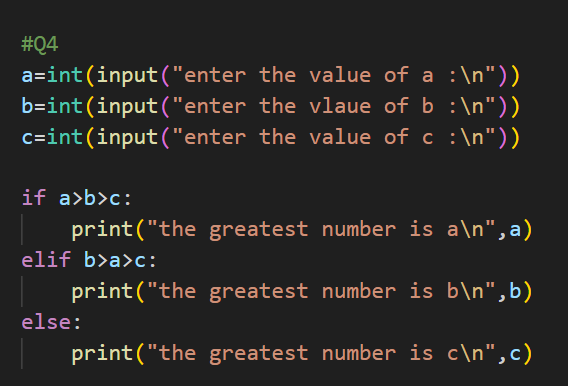 #Q4
a=int(input("enter the value of a :\n"))
b=int(input("enter the vlaue of b :\n"))
c=int(input("enter the value of c :\n"))
if a>b>c:
    print("the greatest number is a\n",a)
elif b>a>c:
    print("the greatest number is b\n",b)
else:
    print("the greatest number is c\n",c)